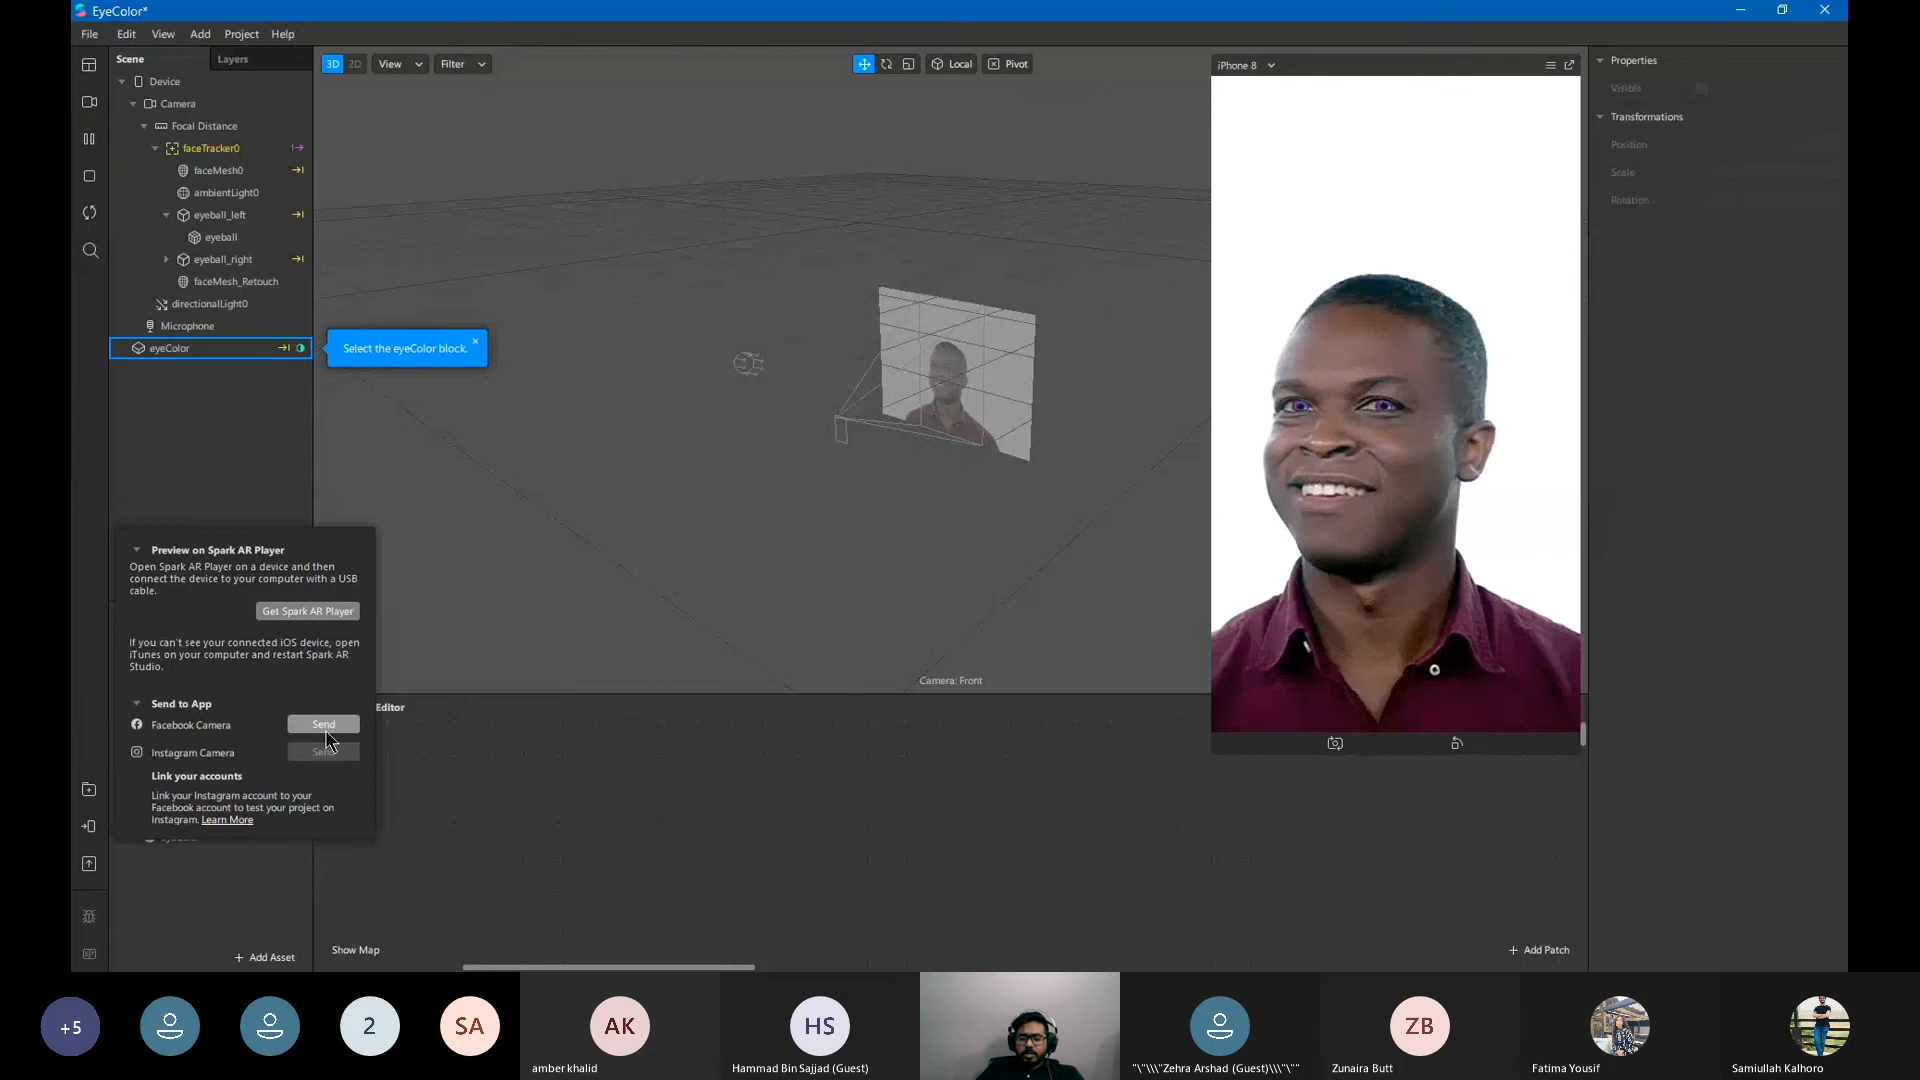 EyeColor*
File Edit View Add Project Help
Scene Layers
Device
Camera
Focal Distance
faceTracker0
faceMesh0
ambientLight0
eyeball_left
eyeball
eyeball_right
faceMesh_Retouch
directionalLight0
Microphone
eyeColor
3D 2D View Filter
Local Pivot
Select the eyeColor block.
Camera: Front
iPhone 8
Properties
Visible
Transformations
Position
Scale
Rotation
Preview on Spark AR Player
Open Spark AR Player on a device and then
connect the device to your computer with a USB
cable.
Get Spark AR Player
If you can't see your connected iOS device, open
iTunes on your computer and restart Spark AR
Studio.
Send to App
Facebook Camera Send
Instagram Camera Send
Link your accounts
Link your Instagram account to your
Facebook account to test your project on
Instagram. Learn More
Editor
+ Add Asset
Show Map
+ Add Patch
+5
2
SA
AK
amber khalid
HS
Hammad Bin Sajjad (Guest)
"\"\\\"Zehra Arshad (Guest)\\\"\""
ZB
Zunaira Butt
Fatima Yousif
Samiullah Kalhoro